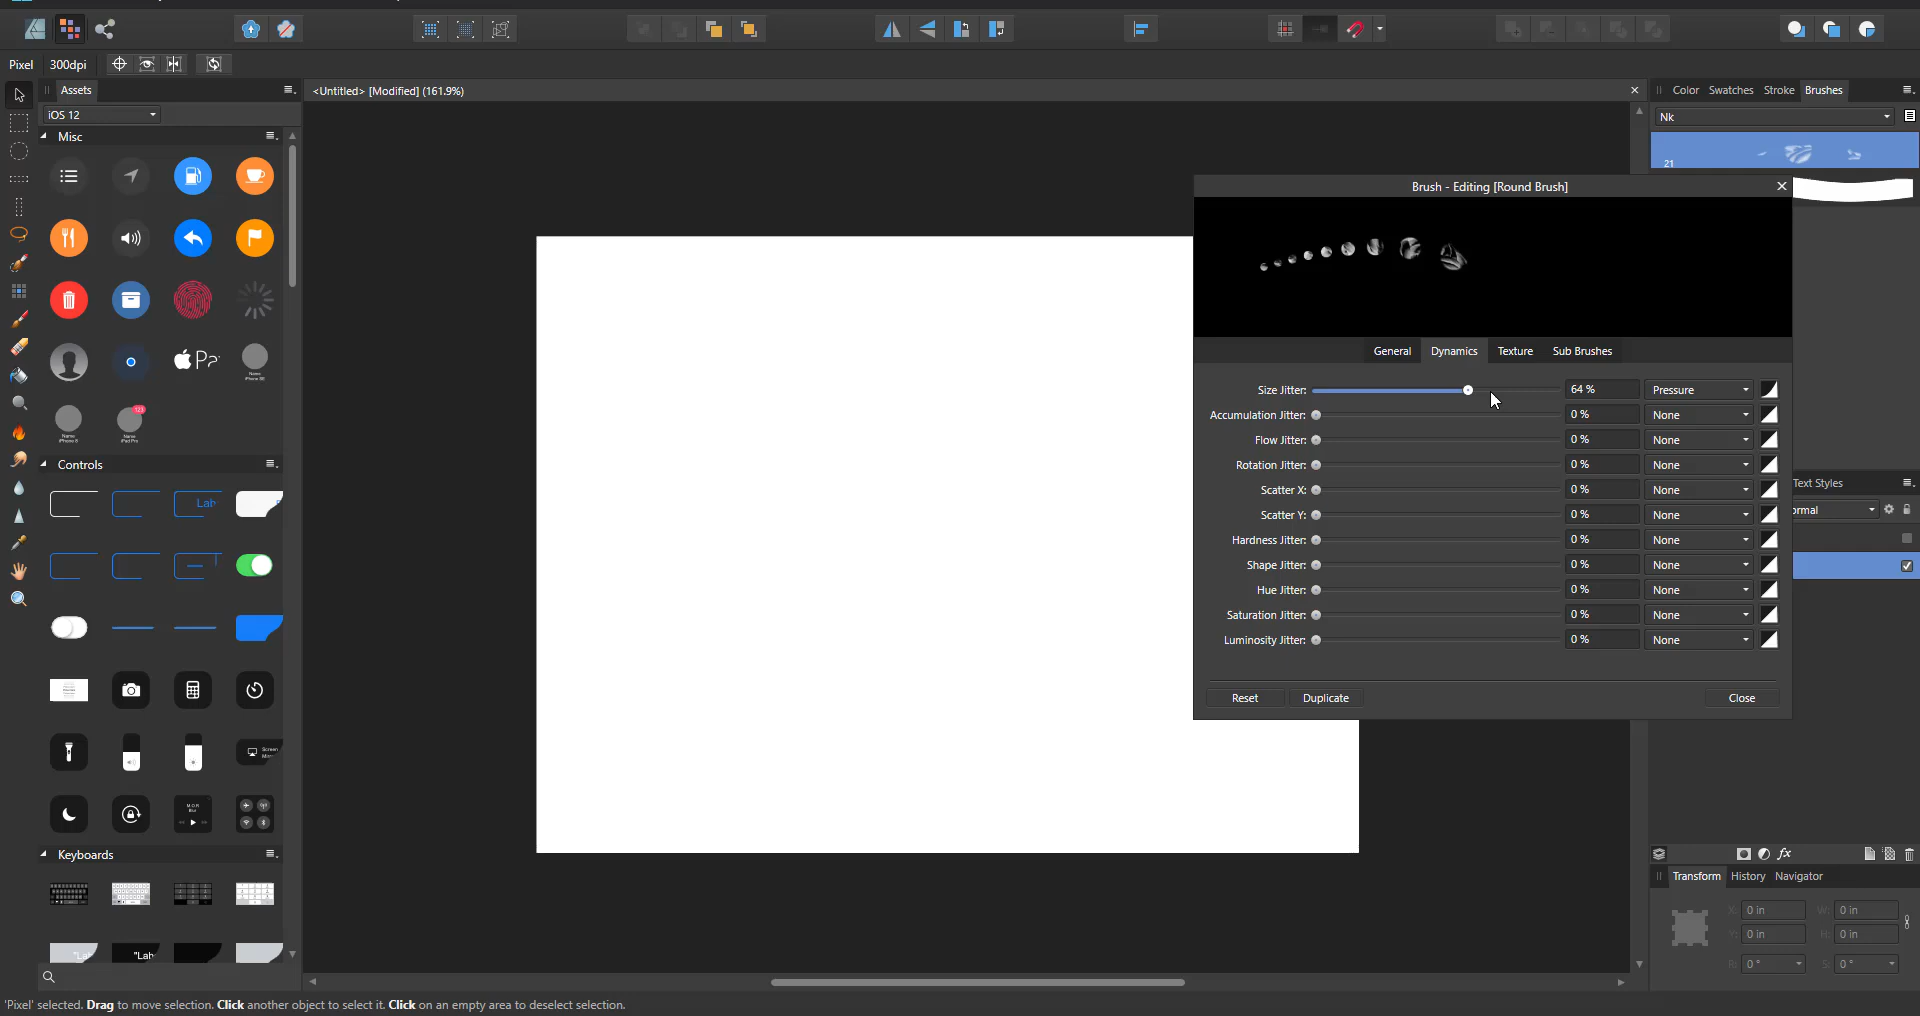 Pixel 300dpi
Assets
<Untitled> [Modified] (161.9%)
Color Swatches Stroke Brushes
iOS 12
Nk
Misc
21
Brush - Editing [Round Brush]
General Dynamics Texture Sub Brushes
Size Jitter: 64 % Pressure
Accumulation Jitter: 0 % None
Flow Jitter: 0 % None
Rotation Jitter: 0 % None
Scatter X: 0 % None
Scatter Y: 0 % None
Hardness Jitter: 0 % None
Shape Jitter: 0 % None
Hue Jitter: 0 % None
Saturation Jitter: 0 % None
Luminosity Jitter: 0 % None
Reset Duplicate Close
Controls
Lab
Text Styles
ormal
Keyboards
"Lab
Transform History Navigator
X: 0 in W: 0 in
Y: 0 in H: 0 in
R: 0 ° S: 0 °
'Pixel' selected. Drag to move selection. Click another object to select it. Click on an empty area to deselect selection.